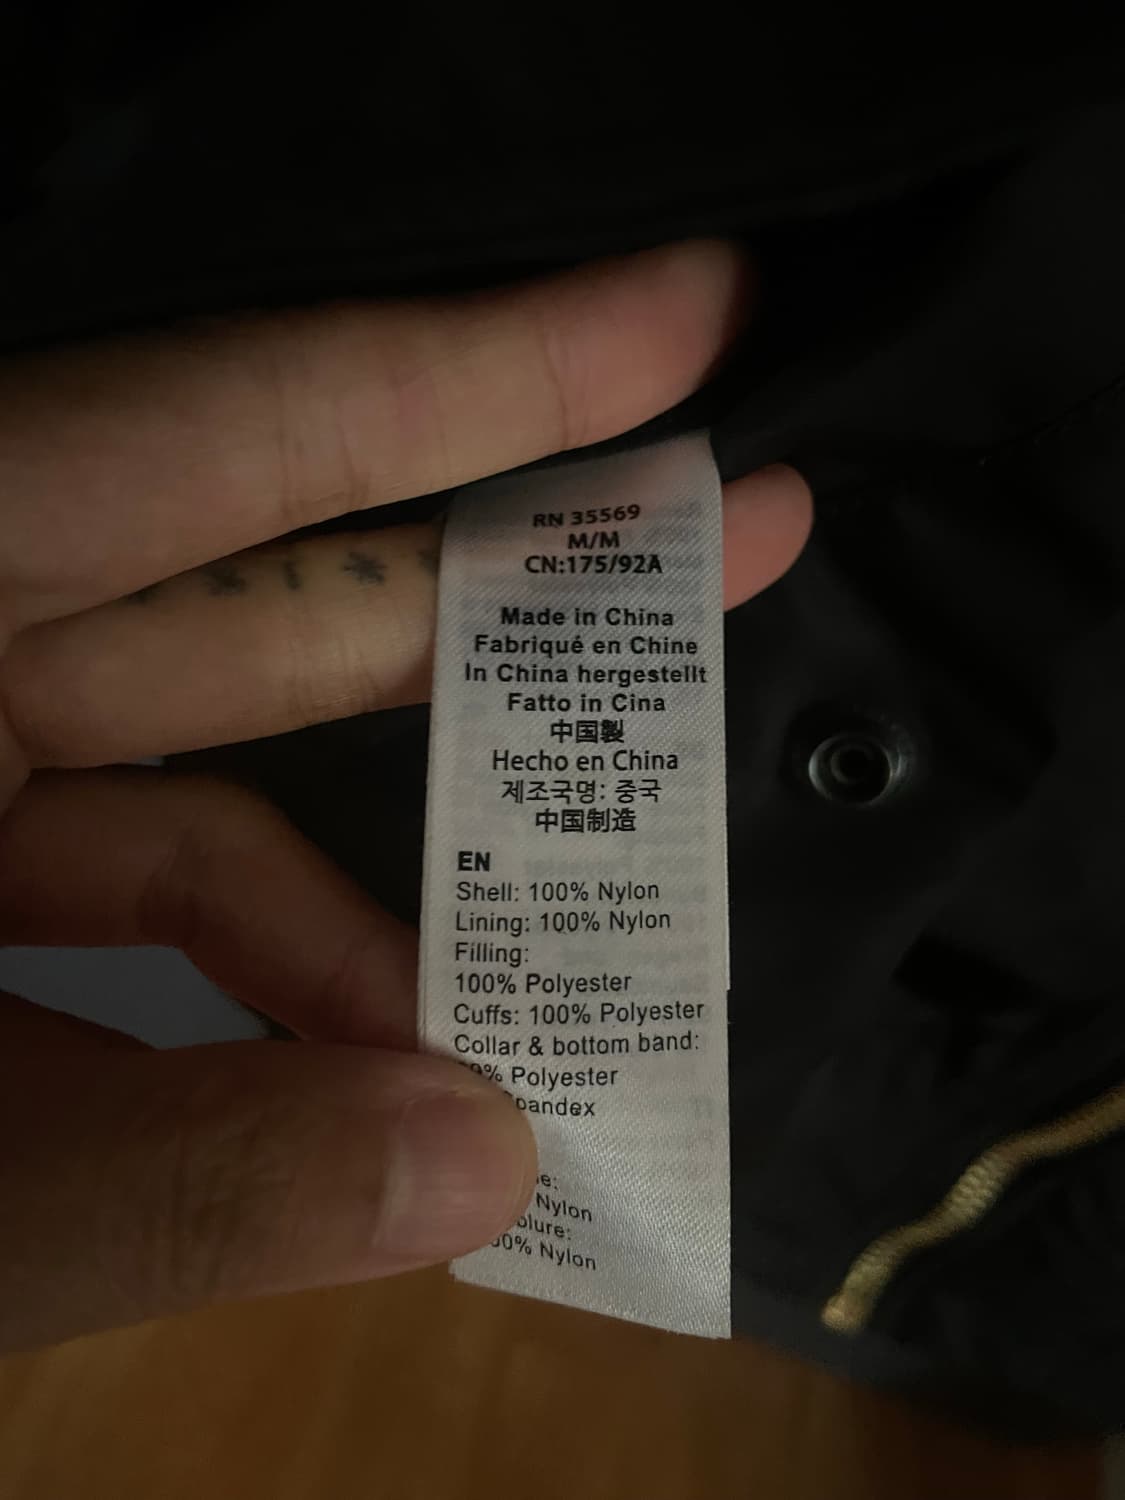 RN 35569
M/M
CN:175/92A
Made in China
Fabriqué en Chine
In China hergestellt
Fatto in Cina
中国製
Hecho en China
제조국명: 중국
中国制造
EN
Shell: 100% Nylon
Lining: 100% Nylon
Filling:
100% Polyester
Cuffs: 100% Polyester
Collar & bottom band:
Polyester
Nylon
Nylon